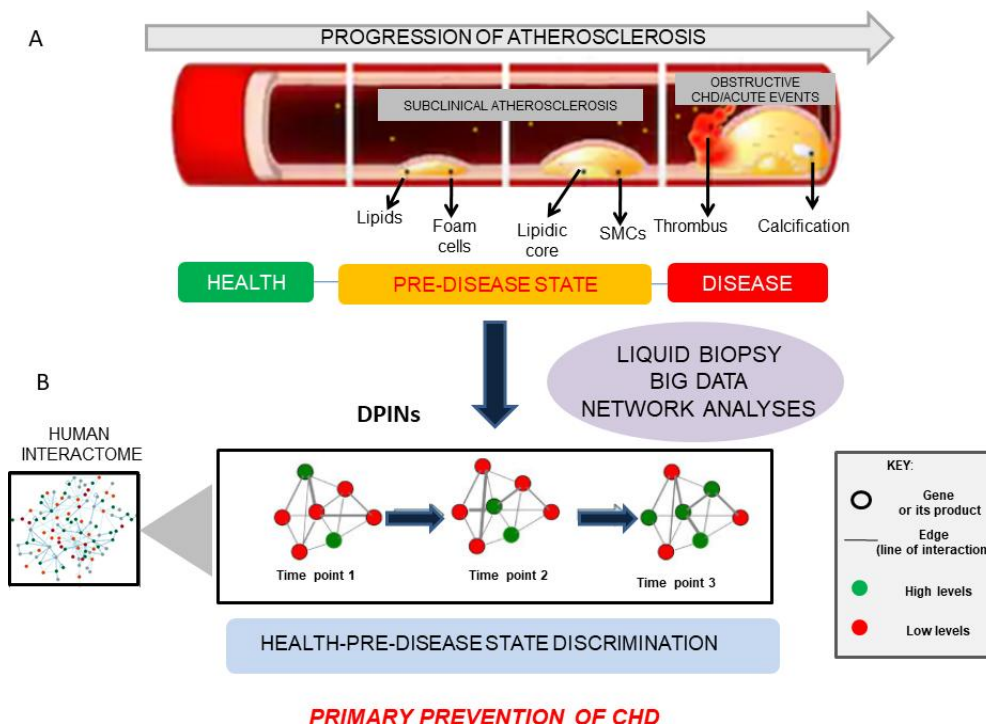 A
PROGRESSION OF ATHEROSCLEROSIS
SUBCLINICAL ATHEROSCLEROSIS
OBSTRUCTIVE
CHD/ACUTE EVENTS
Lipids
Foam
cells
Lipidic
core
SMCs
Thrombus
Calcification
HEALTH
PRE-DISEASE STATE
DISEASE
LIQUID BIOPSY
BIG DATA
NETWORK ANALYSES
B
DPINs
HUMAN
INTERACTOME
Time point 1
Time point 2
Time point 3
KEY:
Gene
or its product
Edge
(line of interaction
High levels
Low levels
HEALTH-PRE-DISEASE STATE DISCRIMINATION
PRIMARY PREVENTION OF CHD